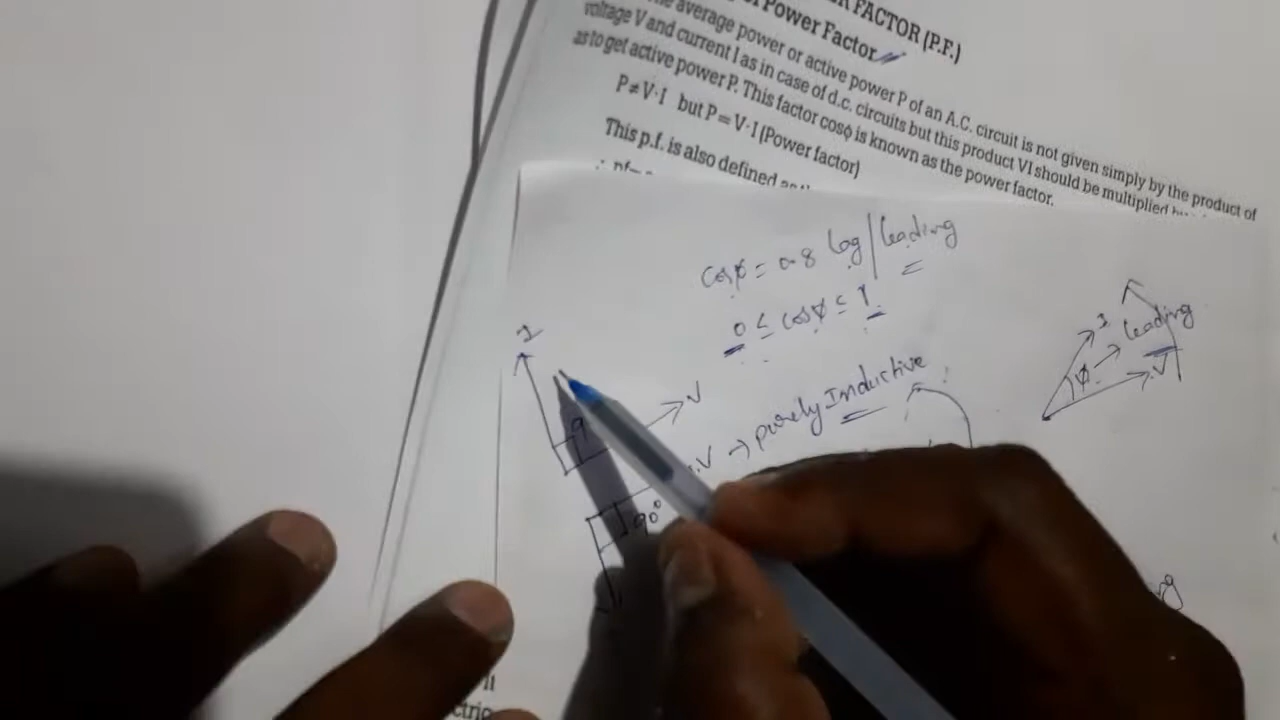 FACTOR (P.F.)
Power Factor
average power or active power P of an A.C. circuit is not given simply by the product of
voltage V and current I as in case of d.c. circuits but this product VI should be multiplied
as to get active power P. This factor cosϕ is known as the power factor.
P≠V·I but P=V·I (Power factor)
This p.f. is also defined
cosϕ = 0.8 lag/leading
0 ≤ cosϕ ≤ 1
I
V
90°
V → purely Inductive
I
ϕ → leading
V